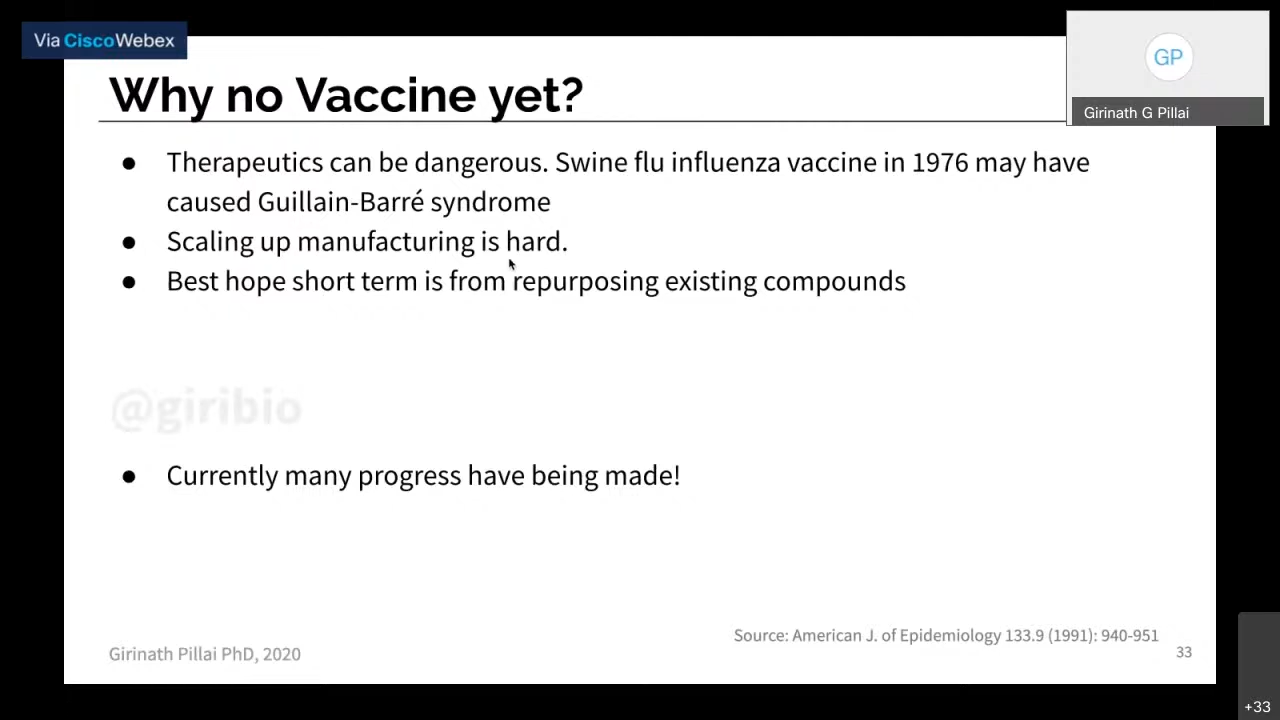 Via CiscoWebex
GP
Girinath G Pillai
Why no Vaccine yet?
● Therapeutics can be dangerous. Swine flu influenza vaccine in 1976 may have
caused Guillain-Barré syndrome
● Scaling up manufacturing is hard.
● Best hope short term is from repurposing existing compounds
@giribio
● Currently many progress have being made!
Source: American J. of Epidemiology 133.9 (1991): 940-951
Girinath Pillai PhD, 2020
33
+33